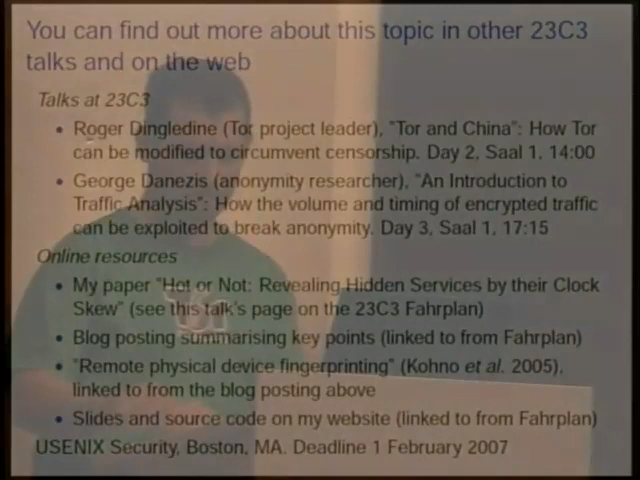 You can find out more about this topic in other 23C3
talks and on the web
Talks at 23C3
• Roger Dingledine (Tor project leader), "Tor and China": How Tor
can be modified to circumvent censorship. Day 2, Saal 1, 14:00
• George Danezis (anonymity researcher), "An Introduction to
Traffic Analysis": How the volume and timing of encrypted traffic
can be exploited to break anonymity. Day 3, Saal 1, 17:15
Online resources
• My paper "Hot or Not: Revealing Hidden Services by their Clock
Skew" (see this talk's page on the 23C3 Fahrplan)
• Blog posting summarising key points (linked to from Fahrplan)
• "Remote physical device fingerprinting" (Kohno et al. 2005),
linked to from the blog posting above
• Slides and source code on my website (linked to from Fahrplan)
USENIX Security, Boston, MA. Deadline 1 February 2007